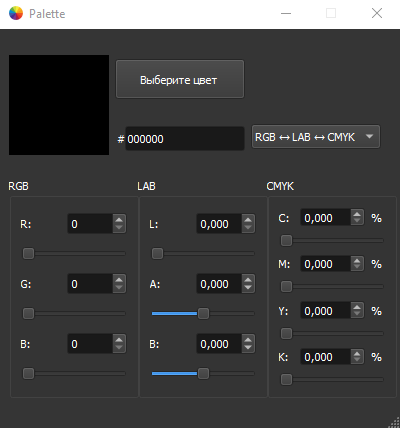 Palette
Выберите цвет
# 000000
RGB ↔ LAB ↔ CMYK
RGB LAB CMYK
R: 0 L: 0,000 C: 0,000 %
G: 0 A: 0,000 M: 0,000 %
B: 0 B: 0,000 Y: 0,000 %
K: 0,000 %